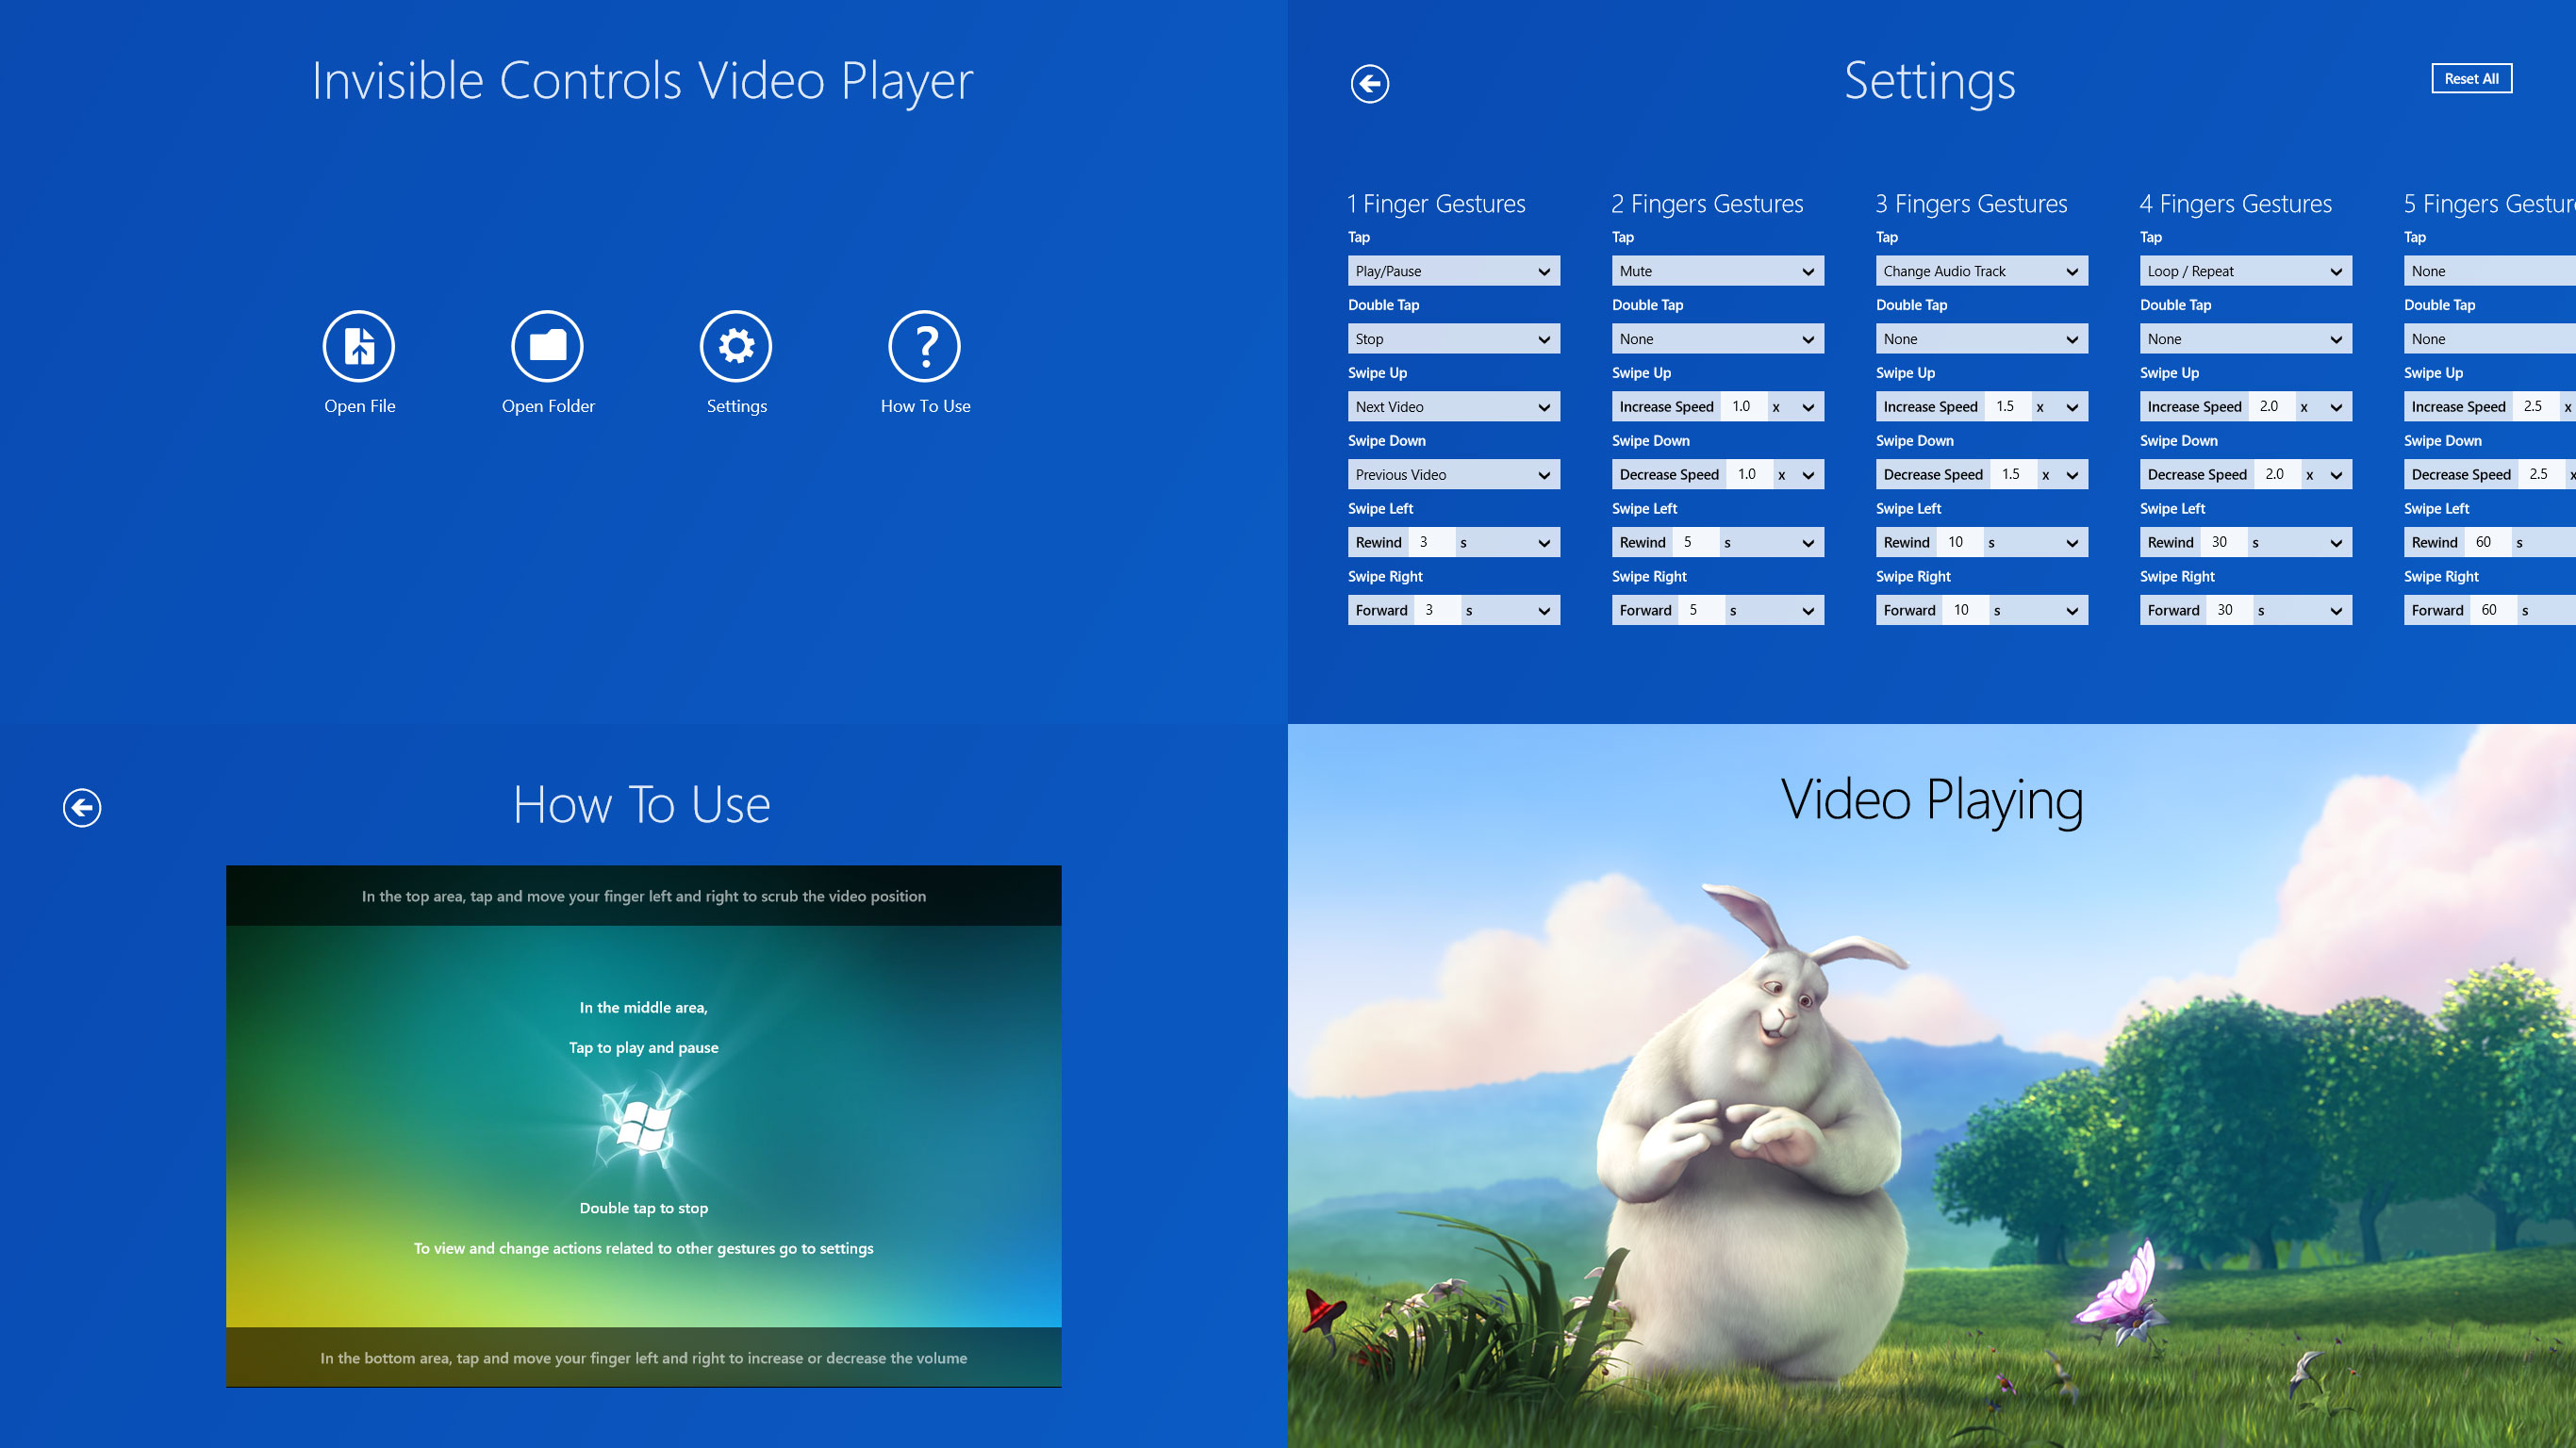 Invisible Controls Video Player
Open File
Open Folder
Settings
How To Use
Settings
Reset All
1 Finger Gestures
Tap
Play/Pause
Double Tap
Stop
Swipe Up
Next Video
Swipe Down
Previous Video
Swipe Left
Rewind 3 s
Swipe Right
Forward 3 s
2 Fingers Gestures
Tap
Mute
Double Tap
None
Swipe Up
Increase Speed 1.0 x
Swipe Down
Decrease Speed 1.0 x
Swipe Left
Rewind 5 s
Swipe Right
Forward 5 s
3 Fingers Gestures
Tap
Change Audio Track
Double Tap
None
Swipe Up
Increase Speed 1.5 x
Swipe Down
Decrease Speed 1.5 x
Swipe Left
Rewind 10 s
Swipe Right
Forward 10 s
4 Fingers Gestures
Tap
Loop / Repeat
Double Tap
None
Swipe Up
Increase Speed 2.0 x
Swipe Down
Decrease Speed 2.0 x
Swipe Left
Rewind 30 s
Swipe Right
Forward 30 s
5 Fingers Gestur
Tap
None
Double Tap
None
Swipe Up
Increase Speed 2.5 x
Swipe Down
Decrease Speed 2.5 x
Swipe Left
Rewind 60 s
Swipe Right
Forward 60 s
How To Use
In the top area, tap and move your finger left and right to scrub the video position
In the middle area,
Tap to play and pause
Double tap to stop
To view and change actions related to other gestures go to settings
In the bottom area, tap and move your finger left and right to increase or decrease the volume
Video Playing